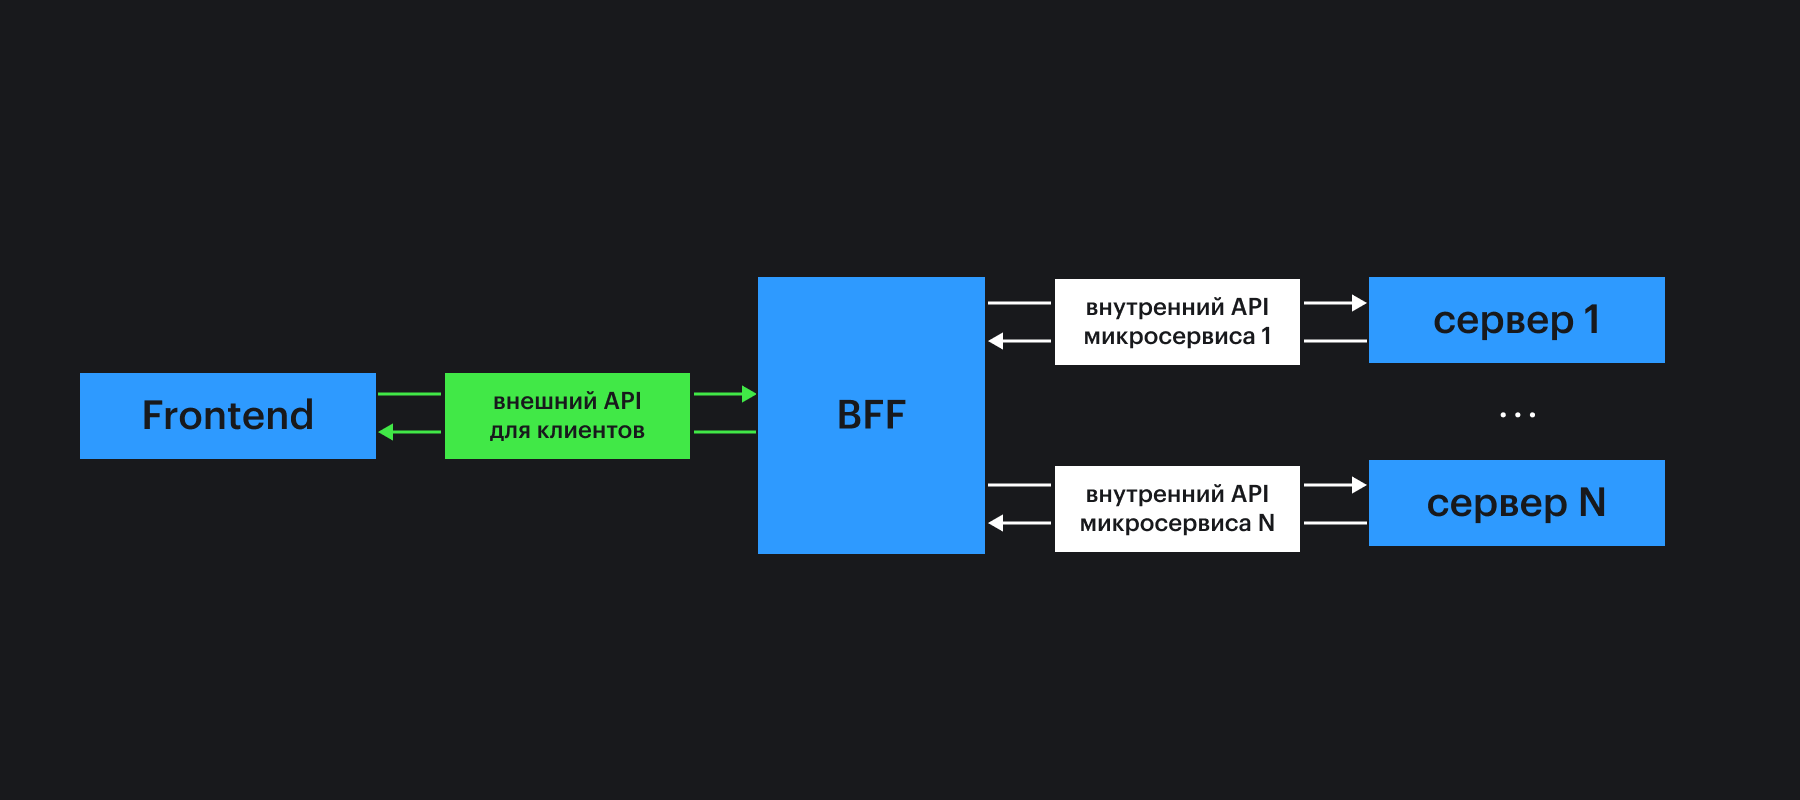 Frontend
внешний API
для клиентов
BFF
внутренний API
микросервиса 1
сервер 1
...
внутренний API
микросервиса N
сервер N